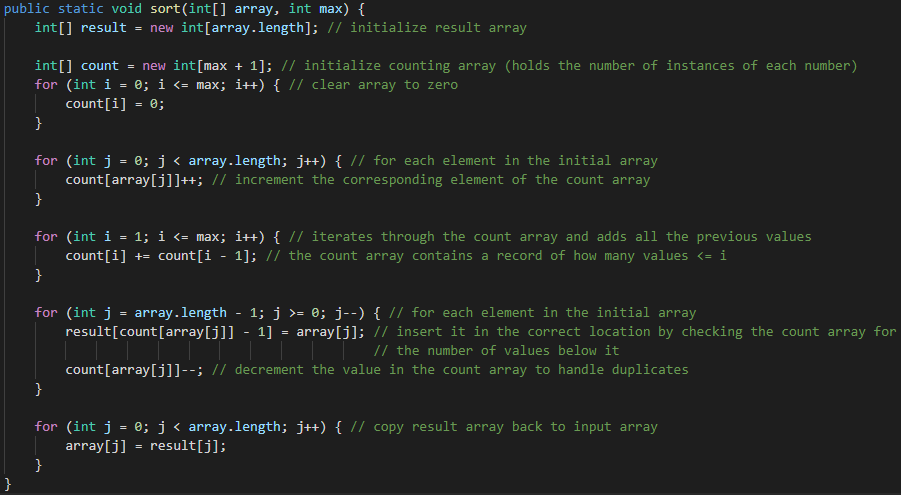 public static void sort(int[] array, int max) {
    int[] result = new int[array.length]; // initialize result array
    int[] count = new int[max + 1]; // initialize counting array (holds the number of instances of each number)
    for (int i = 0; i <= max; i++) { // clear array to zero
        count[i] = 0;
    }
    for (int j = 0; j < array.length; j++) { // for each element in the initial array
        count[array[j]]++; // increment the corresponding element of the count array
    }
    for (int i = 1; i <= max; i++) { // iterates through the count array and adds all the previous values
        count[i] += count[i - 1]; // the count array contains a record of how many values <= i
    }
    for (int j = array.length - 1; j >= 0; j--) { // for each element in the initial array
        result[count[array[j]] - 1] = array[j]; // insert it in the correct location by checking the count array for
                                                // the number of values below it
        count[array[j]]--; // decrement the value in the count array to handle duplicates
    }
    for (int j = 0; j < array.length; j++) { // copy result array back to input array
        array[j] = result[j];
    }
}